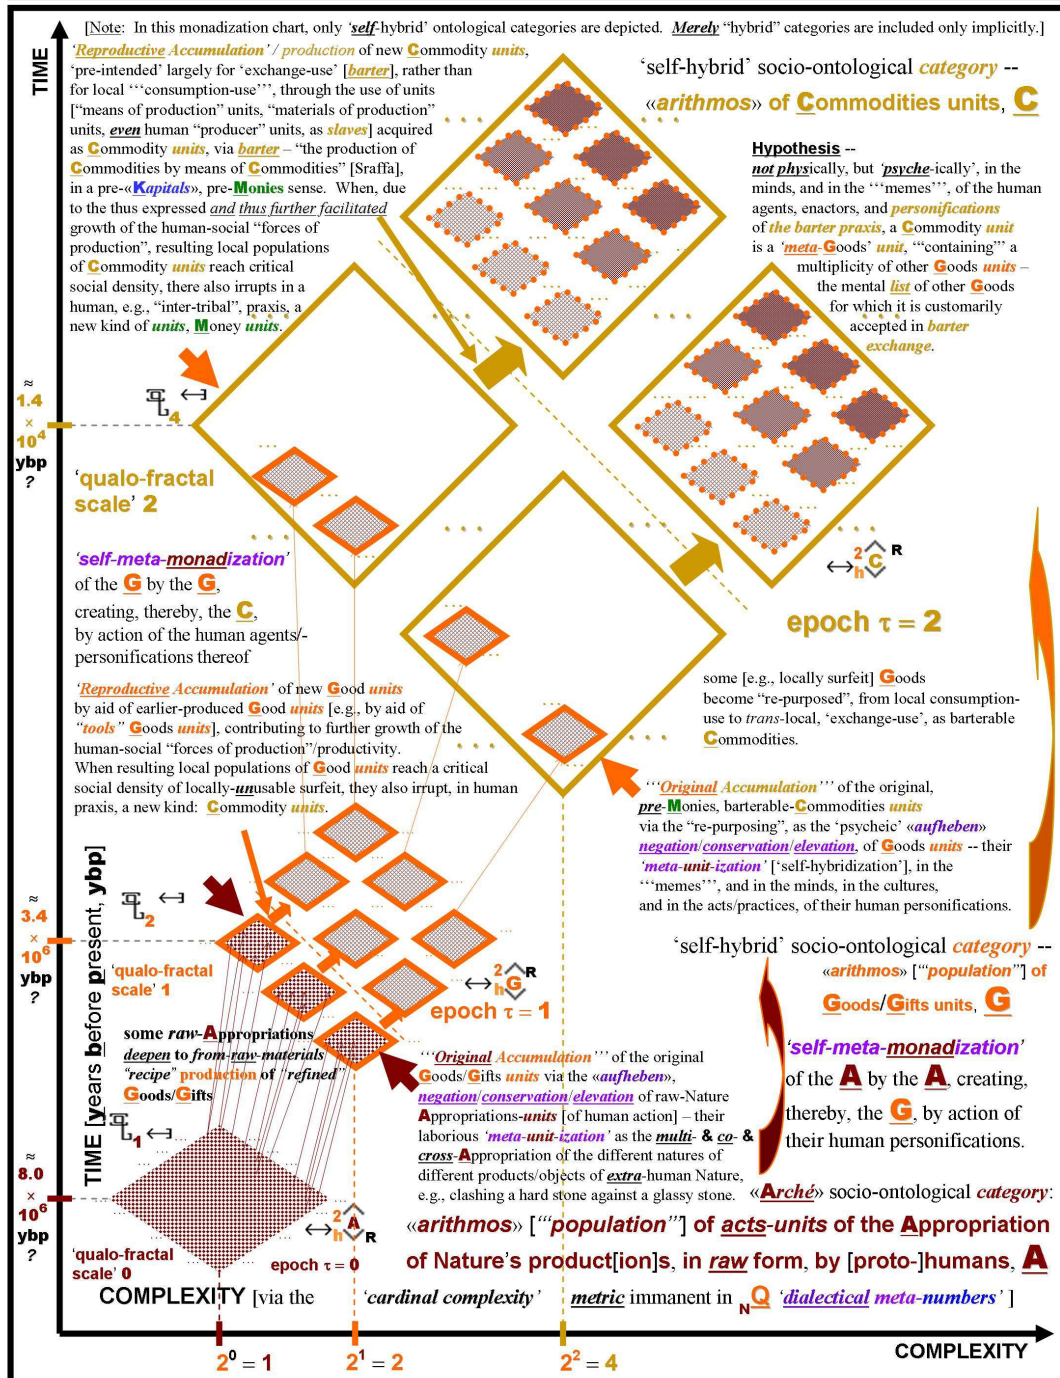 [Note: In this monadization chart, only ‘self-hybrid’ ontological categories are depicted. Merely “hybrid” categories are included only implicitly.]
TIME
‘Reproductive Accumulation’ / production of new Commodity units,
‘pre-intended’ largely for ‘exchange-use’ [barter], rather than
for local ‘“consumption-use”’, through the use of units
[“means of production” units, “materials of production”
units, even human “producer” units, as slaves] acquired
as Commodity units, via barter – “the production of
Commodities by means of Commodities” [Sraffa],
in a pre-«Kapitals», pre-Monies sense. When, due
to the thus expressed and thus further facilitated
growth of the human-social “forces of
production”, resulting local populations
of Commodity units reach critical
social density, there also irrupts in a
human, e.g., “inter-tribal”, praxis, a
new kind of units, Money units.
‘self-hybrid’ socio-ontological category --
«arithmos» of Commodities units, C
Hypothesis --
not physically, but ‘psyche-ically’, in the
minds, and in the ‘“memes”’, of the human
agents, enactors, and personifications
of the barter praxis, a Commodity unit
is a ‘meta-Goods’ unit, ‘“containing”’ a
multiplicity of other Goods units –
the mental list of other Goods
for which it is customarily
accepted in barter
exchange.
≈
1.4
×
10⁴
ybp
?
4
‘qualo-fractal
scale’ 2
‘self-meta-monadization’
of the G by the G,
creating, thereby, the C,
by action of the human agents/-
personifications thereof
↔ 2 h C R
epoch τ = 2
some [e.g., locally surfeit] Goods
become “re-purposed”, from local consumption-
use to trans-local, ‘exchange-use’, as barterable
Commodities.
‘Reproductive Accumulation’ of new Good units
by aid of earlier-produced Good units [e.g., by aid of
“tools” Goods units], contributing to further growth of the
human-social “forces of production”/productivity.
When resulting local populations of Good units reach a critical
social density of locally-unusable surfeit, they also irrupt, in human
praxis, a new kind: Commodity units.
‘“Original Accumulation”’ of the original,
pre-Monies, barterable-Commodities units
via the “re-purposing”, as the ‘psycheic’ «aufheben»
negation/conservation/elevation, of Goods units -- their
‘meta-unit-ization’ [‘self-hybridization’], in the
‘“memes”’, and in the minds, in the cultures,
and in the acts/practices, of their human personifications.
TIME [years before present, ybp]
≈
3.4
×
10⁶
ybp
?
2
‘qualo-fractal
scale’ 1
↔ 2 h G R
epoch τ = 1
‘self-hybrid’ socio-ontological category --
«arithmos» [‘“population”’] of
Goods/Gifts units, G
some raw-Appropriations
deepen to from-raw-materials
“recipe” production of “refined”
Goods/Gifts
‘“Original Accumulation”’ of the original
Goods/Gifts units via the «aufheben»,
negation/conservation/elevation of raw-Nature
Appropriations-units [of human action] – their
laborious ‘meta-unit-ization’ as the multi- & co- &
cross-Appropriation of the different natures of
different products/objects of extra-human Nature,
e.g., clashing a hard stone against a glassy stone.
‘self-meta-monadization’
of the A by the A, creating,
thereby, the G, by action of
their human personifications.
≈
8.0
×
10⁶
ybp
?
1
‘qualo-fractal
scale’ 0
↔ 2 h A R
epoch τ = 0
«Arché» socio-ontological category:
«arithmos» [‘“population”’] of acts-units of the Appropriation
of Nature’s product[ion]s, in raw form, by [proto-]humans, A
COMPLEXITY [via the ‘cardinal complexity’ metric immanent in NQ ‘dialectical meta-numbers’ ]
COMPLEXITY
2⁰ = 1
2¹ = 2
2² = 4